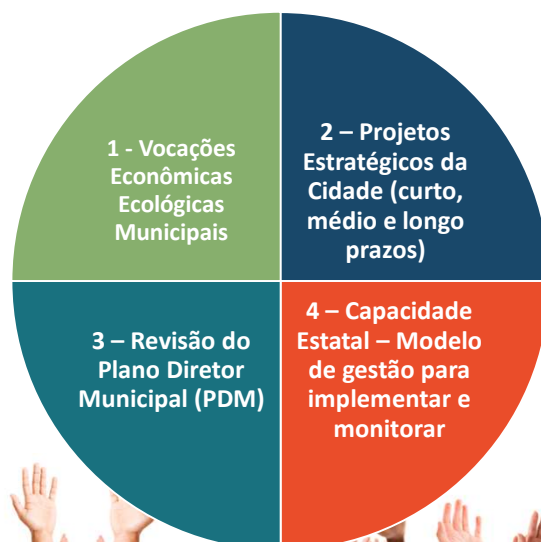 1 - Vocações
Econômicas
Ecológicas
Municipais
2 – Projetos
Estratégicos da
Cidade (curto,
médio e longo
prazos)
3 – Revisão do
Plano Diretor
Municipal (PDM)
4 – Capacidade
Estatal – Modelo
de gestão para
implementar e
monitorar